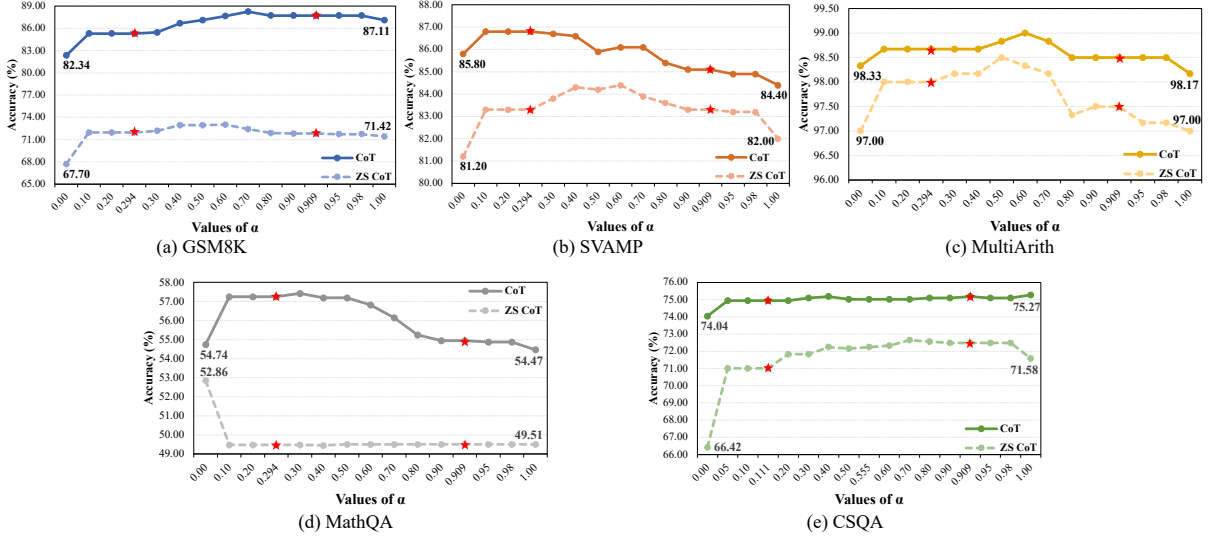 89.00
87.00
85.00
83.00
80.00
78.00
76.00
74.00
71.00
68.00
65.00
Accuracy (%)
82.34
87.11
67.70
71.42
CoT
ZS CoT
0.00 0.10 0.20 0.294 0.30 0.40 0.50 0.60 0.70 0.80 0.90 0.909 0.95 0.98 1.00
Values of α
(a) GSM8K
88.00
87.00
86.00
85.00
84.00
83.00
82.00
81.00
80.00
Accuracy (%)
85.80
84.40
81.20
82.00
CoT
ZS CoT
0.00 0.10 0.20 0.294 0.30 0.40 0.50 0.60 0.70 0.80 0.90 0.909 0.95 0.98 1.00
Values of α
(b) SVAMP
99.50
99.00
98.50
98.00
97.50
97.00
96.50
96.00
Accuracy (%)
98.33
98.17
97.00
97.00
CoT
ZS CoT
0.00 0.10 0.20 0.294 0.30 0.40 0.50 0.60 0.70 0.80 0.90 0.909 0.95 0.98 1.00
Values of α
(c) MultiArith
58.00
57.00
56.00
55.00
54.00
53.00
52.00
51.00
50.00
49.00
Accuracy (%)
CoT
ZS CoT
54.74
52.86
54.47
49.51
0.00 0.10 0.20 0.294 0.30 0.40 0.50 0.60 0.70 0.80 0.90 0.909 0.95 0.98 1.00
Values of α
(d) MathQA
76.00
75.00
74.00
73.00
72.00
71.00
70.00
69.00
68.00
67.00
66.00
Accuracy (%)
74.04
75.27
71.58
66.42
CoT
ZS CoT
0.00 0.05 0.10 0.111 0.20 0.30 0.40 0.50 0.555 0.60 0.70 0.80 0.90 0.909 0.95 0.98 1.00
Values of α
(e) CSQA